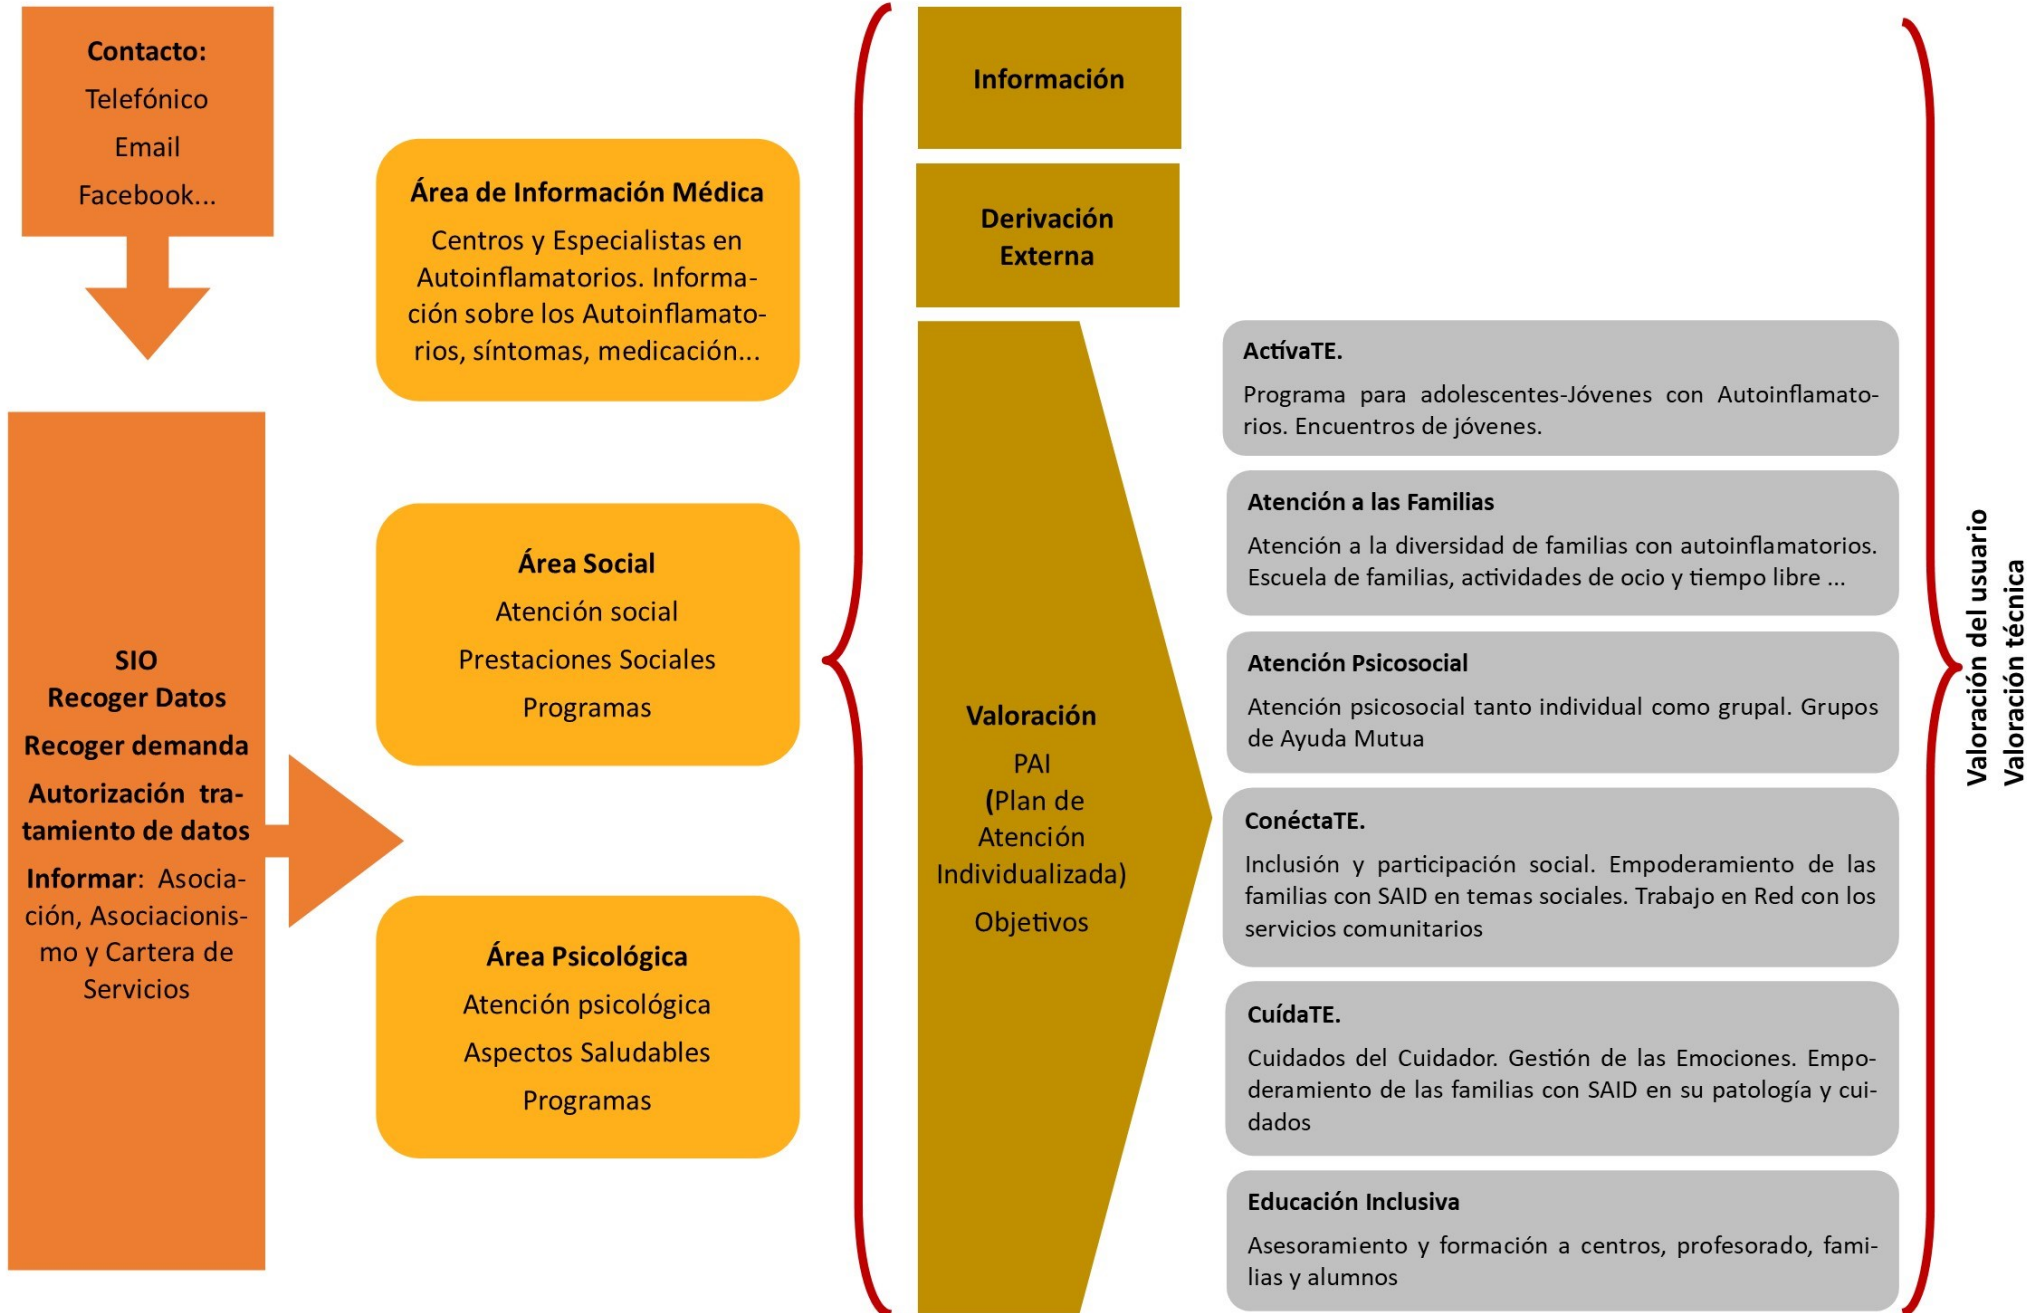 Contacto:
Telefónico
Email
Facebook...
SIO
Recoger Datos
Recoger demanda
Autorización tra-
tamiento de datos
Informar: Asocia-
ción, Asociacionis-
mo y Cartera de
Servicios
Área de Información Médica
Centros y Especialistas en
Autoinflamatorios. Informa-
ción sobre los Autoinflamato-
rios, síntomas, medicación...
Área Social
Atención social
Prestaciones Sociales
Programas
Área Psicológica
Atención psicológica
Aspectos Saludables
Programas
Información
Derivación
Externa
Valoración
PAI
(Plan de
Atención
Individualizada)
Objetivos
ActívaTE.
Programa para adolescentes-Jóvenes con Autoinflamato-
rios. Encuentros de jóvenes.
Atención a las Familias
Atención a la diversidad de familias con autoinflamatorios.
Escuela de familias, actividades de ocio y tiempo libre ...
Atención Psicosocial
Atención psicosocial tanto individual como grupal. Grupos
de Ayuda Mutua
ConéctaTE.
Inclusión y participación social. Empoderamiento de las
familias con SAID en temas sociales. Trabajo en Red con los
servicios comunitarios
CuídaTE.
Cuidados del Cuidador. Gestión de las Emociones. Empo-
deramiento de las familias con SAID en su patología y cui-
dados
Educación Inclusiva
Asesoramiento y formación a centros, profesorado, fami-
lias y alumnos
Valoración del usuario
Valoración técnica